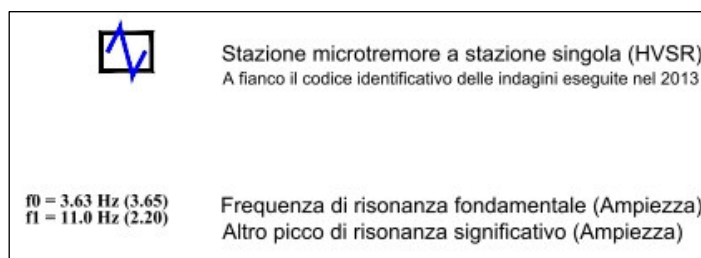 Stazione microtremore a stazione singola (HVSR)
A fianco il codice identificativo delle indagini eseguite nel 2013
f0 = 3.63 Hz (3.65)
f1 = 11.0 Hz (2.20)
Frequenza di risonanza fondamentale (Ampiezza)
Altro picco di risonanza significativo (Ampiezza)